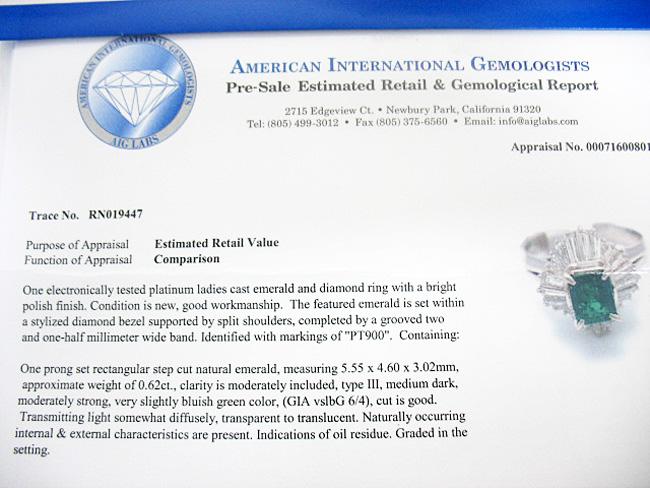 AMERICAN INTERNATIONAL GEMOLOGISTS
AIG LABS
AMERICAN INTERNATIONAL GEMOLOGISTS
Pre-Sale Estimated Retail & Gemological Report
2715 Edgeview Ct. • Newbury Park, California 91320
Tel: (805) 499-3012 • Fax (805) 375-6560 • Email: info@aiglabs.com
Appraisal No. 00071600801
Trace No. RN019447
Purpose of Appraisal Estimated Retail Value
Function of Appraisal Comparison
One electronically tested platinum ladies cast emerald and diamond ring with a bright
polish finish. Condition is new, good workmanship. The featured emerald is set within
a stylized diamond bezel supported by split shoulders, completed by a grooved two
and one-half millimeter wide band. Identified with markings of "PT900". Containing:
One prong set rectangular step cut natural emerald, measuring 5.55 x 4.60 x 3.02mm,
approximate weight of 0.62ct., clarity is moderately included, type III, medium dark,
moderately strong, very slightly bluish green color, (GIA vslbG 6/4), cut is good.
Transmitting light somewhat diffusely, transparent to translucent. Naturally occurring
internal & external characteristics are present. Indications of oil residue. Graded in the
setting.